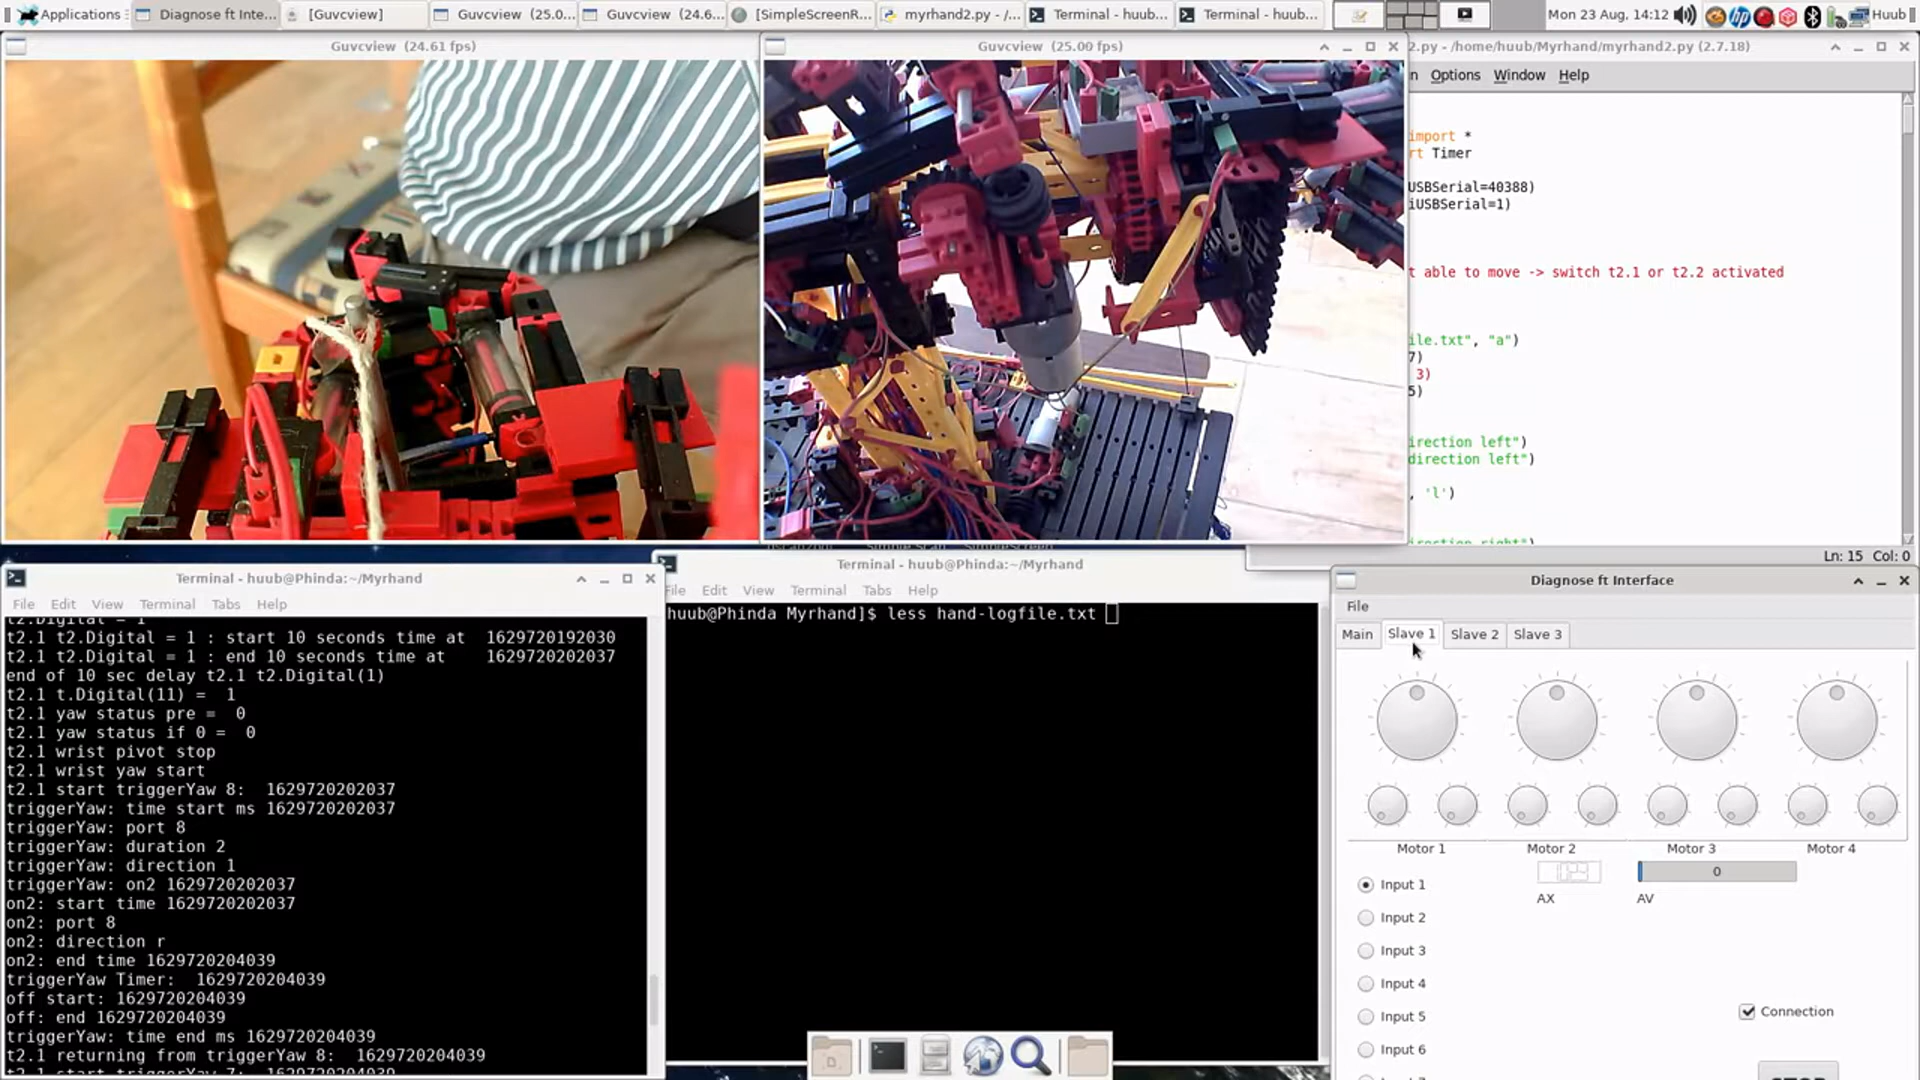 Applications
Diagnose ft Inte...
[Guvcview]
Guvcview (25.0...
Guvcview (24.6...
[SimpleScreenR...
myrhand2.py - /...
Terminal - huub...
Terminal - huub...
Mon 23 Aug, 14:12
Huub
Guvcview (24.61 fps)
Guvcview (25.00 fps)
2.py - /home/huub/Myrhand/myrhand2.py (2.7.18)
n Options Window Help
import *
rt Timer
USBSerial=40388)
iUSBSerial=1)
t able to move -> switch t2.1 or t2.2 activated
ile.txt", "a")
7)
3)
5)
irection left")
direction left")
, 'l')
irection right")
Ln: 15 Col: 0
Terminal - huub@Phinda:~/Myrhand
File Edit View Terminal Tabs Help
t2.Digital = 1
t2.1 t2.Digital = 1 : start 10 seconds time at 1629720192030
t2.1 t2.Digital = 1 : end 10 seconds time at 1629720202037
end of 10 sec delay t2.1 t2.Digital(1)
t2.1 t.Digital(11) = 1
t2.1 yaw status pre = 0
t2.1 yaw status if 0 = 0
t2.1 wrist pivot stop
t2.1 wrist yaw start
t2.1 start triggerYaw 8: 1629720202037
triggerYaw: time start ms 1629720202037
triggerYaw: port 8
triggerYaw: duration 2
triggerYaw: direction 1
triggerYaw: on2 1629720202037
on2: start time 1629720202037
on2: port 8
on2: direction r
on2: end time 1629720204039
triggerYaw Timer: 1629720204039
off start: 1629720204039
off: end 1629720204039
triggerYaw: time end ms 1629720204039
t2.1 returning from triggerYaw 8: 1629720204039
Terminal - huub@Phinda:~/Myrhand
File Edit View Terminal Tabs Help
huub@Phinda Myrhand]$ less hand-logfile.txt
Diagnose ft Interface
File
Main Slave 1 Slave 2 Slave 3
Motor 1 Motor 2 Motor 3 Motor 4
Input 1
0
AX AV
Input 2
Input 3
Input 4
Input 5
Connection
Input 6
STOP